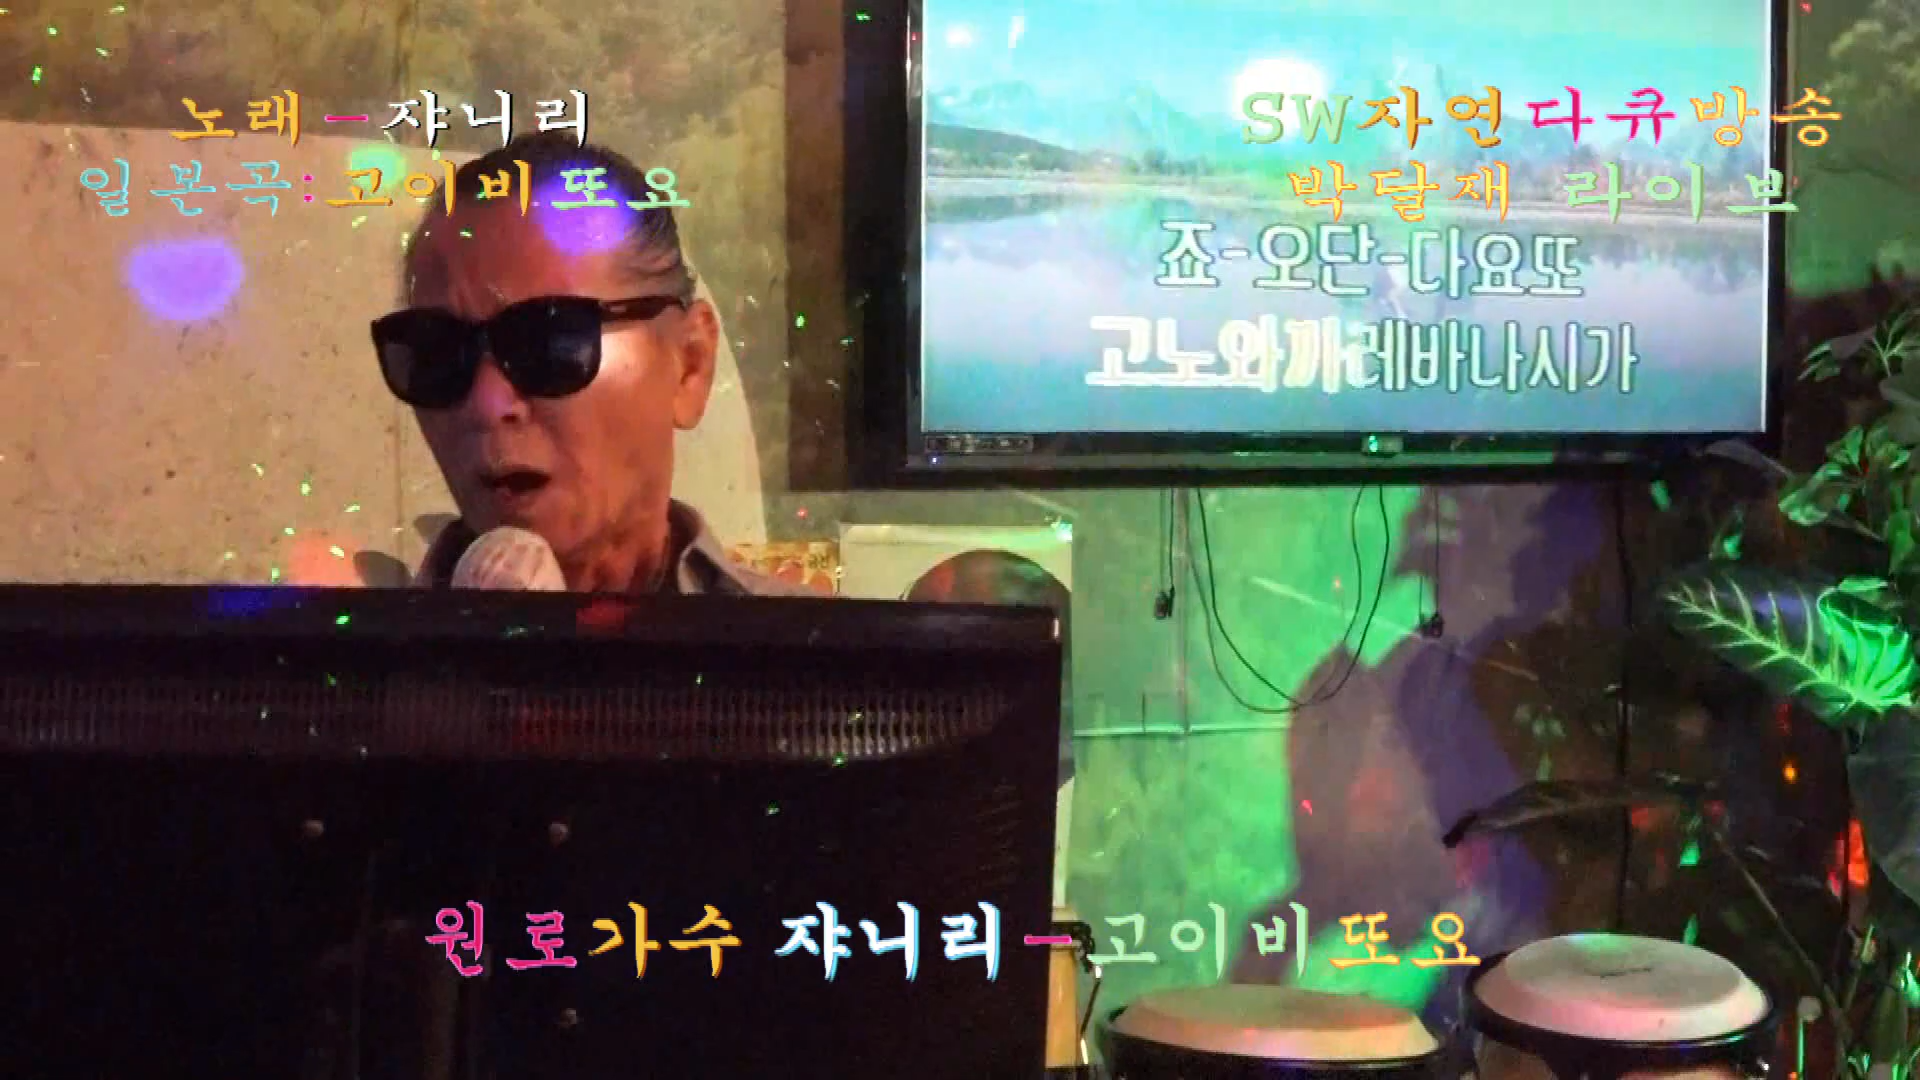 노래-쟈니리
일본곡:고이비또요
SW자연다큐방송
박달재 라이브
죠-오단-다요또
고노와까레바나시가
원로가수 쟈니리-고이비또요